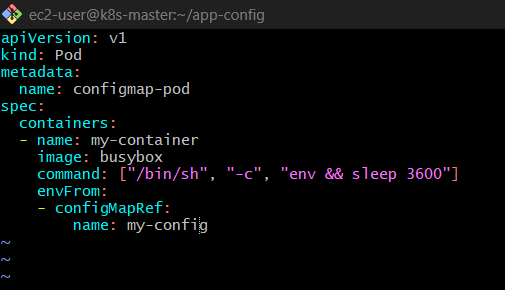 ec2-user@k8s-master:~/app-config
apiVersion: v1
kind: Pod
metadata:
  name: configmap-pod
spec:
  containers:
  - name: my-container
    image: busybox
    command: ["/bin/sh", "-c", "env && sleep 3600"]
    envFrom:
    - configMapRef:
        name: my-config
~
~
~